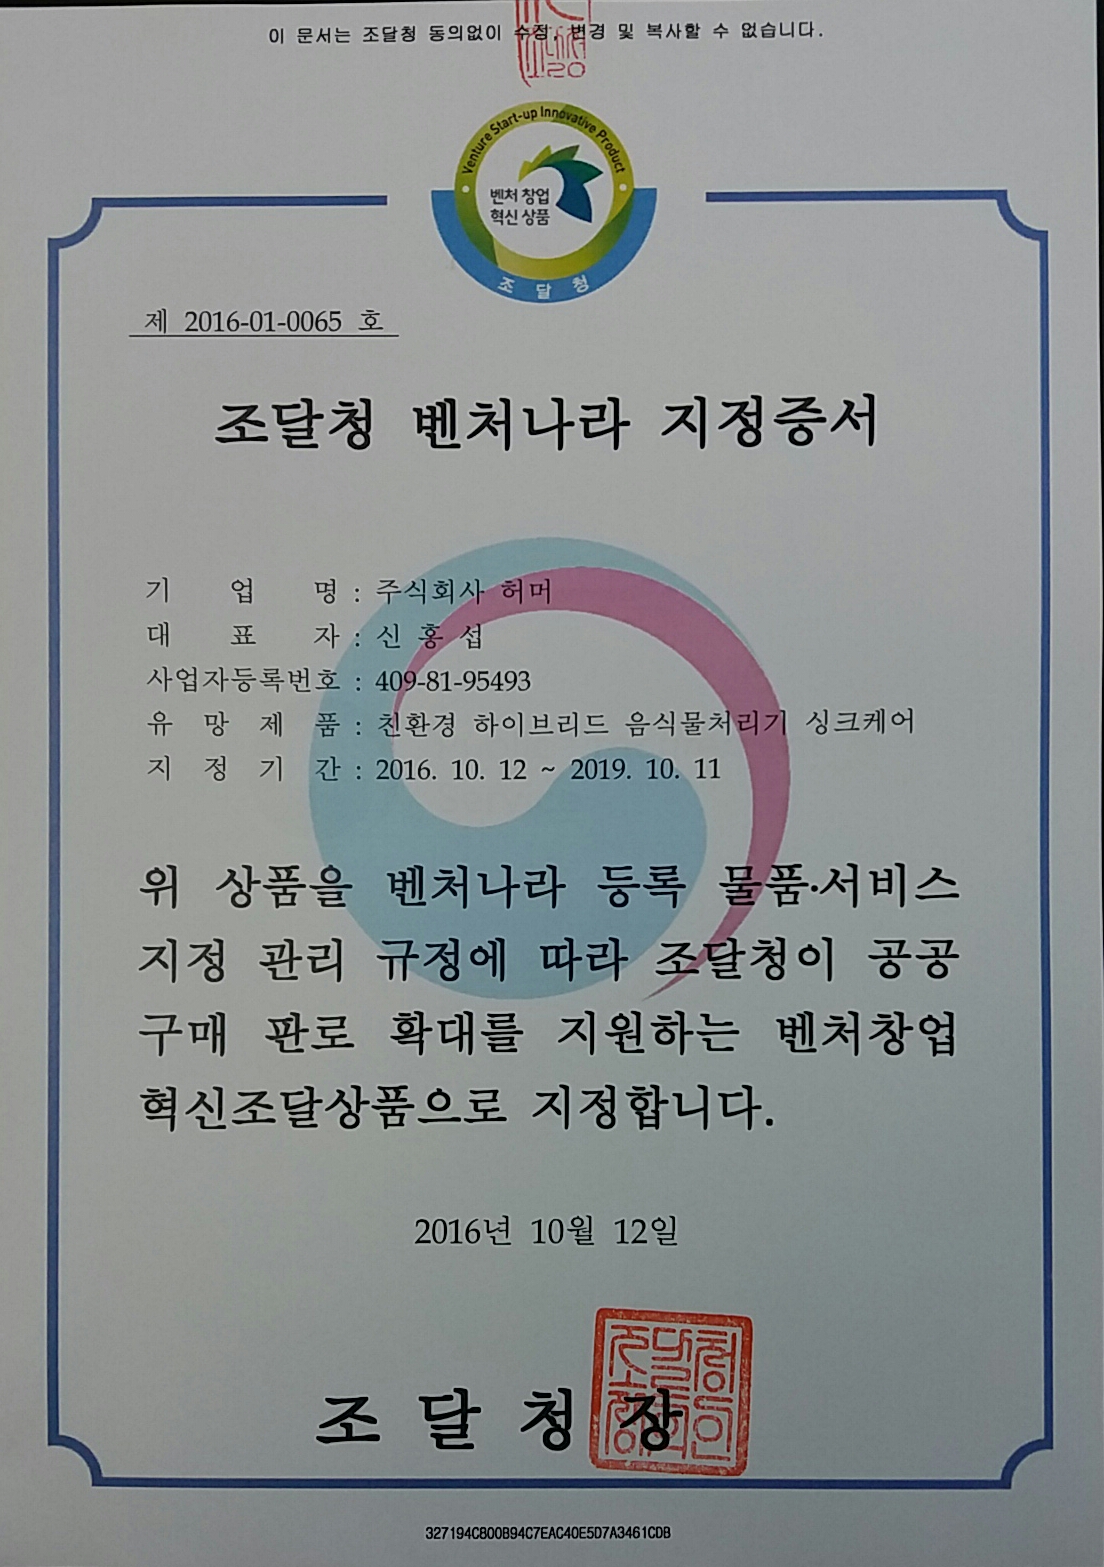 이 문서는 조달청 동의없이 수정, 변경 및 복사할 수 없습니다.
Venture Start-up Innovative Product
벤처 창업
혁신 상품
조달청
제 2016-01-0065 호
조달청 벤처나라 지정증서
기 업 명 : 주식회사 허머
대 표 자 : 신 홍 섭
사업자등록번호 : 409-81-95493
유 망 제 품 : 친환경 하이브리드 음식물처리기 싱크케어
지 정 기 간 : 2016. 10. 12 ~ 2019. 10. 11
위 상품을 벤처나라 등록 물품·서비스
지정 관리 규정에 따라 조달청이 공공
구매 판로 확대를 지원하는 벤처창업
혁신조달상품으로 지정합니다.
2016년 10월 12일
조 달 청 장
327194C800B94C7EAC40E5D7A3461CDB